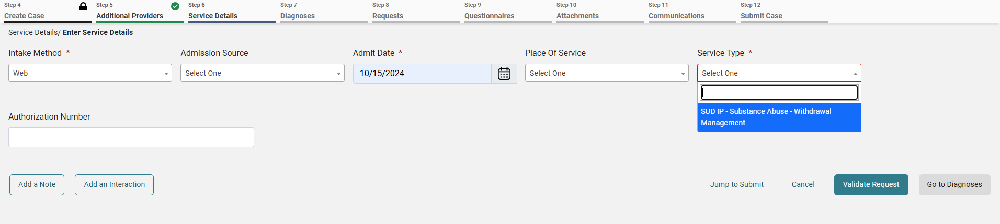 Step 4
Create Case
Step 5
Additional Providers
Step 6
Service Details
Step 7
Diagnoses
Step 8
Requests
Step 9
Questionnaires
Step 10
Attachments
Step 11
Communications
Step 12
Submit Case
Service Details/ Enter Service Details
Intake Method *
Web
Admission Source
Select One
Admit Date *
10/15/2024
Place Of Service
Select One
Service Type *
Select One
SUD IP - Substance Abuse - Withdrawal
Management
Authorization Number
Add a Note
Add an Interaction
Jump to Submit
Cancel
Validate Request
Go to Diagnoses